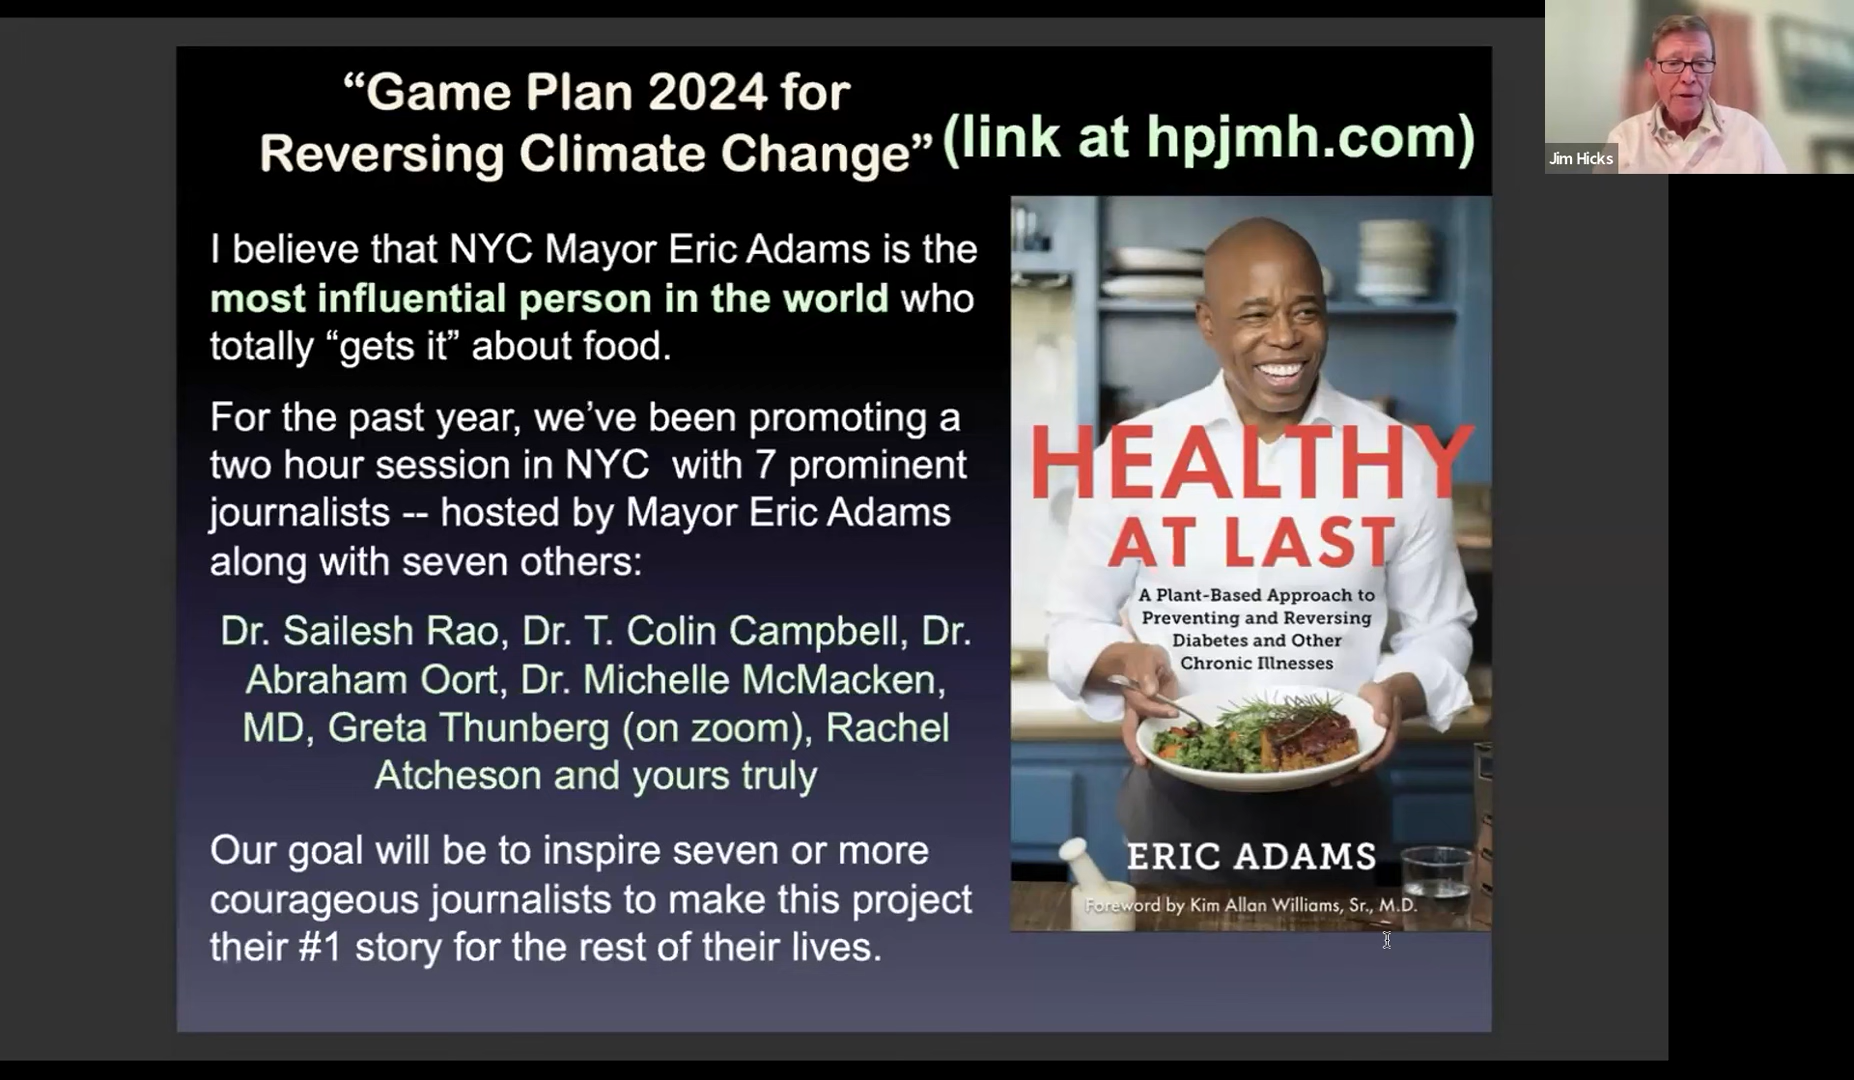 “Game Plan 2024 for
Reversing Climate Change”
(link at hpjmh.com)
I believe that NYC Mayor Eric Adams is the
most influential person in the world who
totally “gets it” about food.
For the past year, we’ve been promoting a
two hour session in NYC with 7 prominent
journalists -- hosted by Mayor Eric Adams
along with seven others:
Dr. Sailesh Rao, Dr. T. Colin Campbell, Dr.
Abraham Oort, Dr. Michelle McMacken,
MD, Greta Thunberg (on zoom), Rachel
Atcheson and yours truly
Our goal will be to inspire seven or more
courageous journalists to make this project
their #1 story for the rest of their lives.
HEALTHY
AT LAST
A Plant-Based Approach to
Preventing and Reversing
Diabetes and Other
Chronic Illnesses
ERIC ADAMS
Foreword by Kim Allan Williams, Sr., M.D.
Jim Hicks